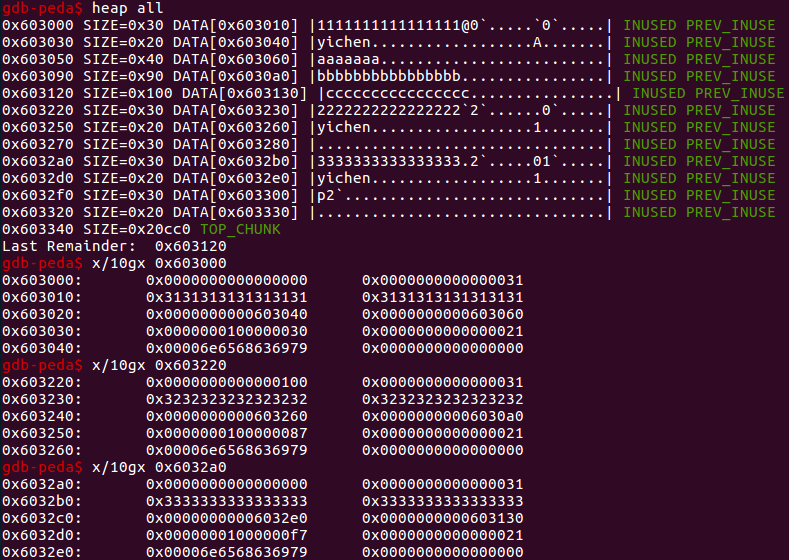 gdb-peda$ heap all
0x603000 SIZE=0x30 DATA[0x603010] |1111111111111111@0`.....`0`.....| INUSED PREV_INUSE
0x603030 SIZE=0x20 DATA[0x603040] |yichen..................A.......| INUSED PREV_INUSE
0x603050 SIZE=0x40 DATA[0x603060] |aaaaaaa.........................| INUSED PREV_INUSE
0x603090 SIZE=0x90 DATA[0x6030a0] |bbbbbbbbbbbbbbbb................| INUSED PREV_INUSE
0x603120 SIZE=0x100 DATA[0x603130] |cccccccccccccccc................| INUSED PREV_INUSE
0x603220 SIZE=0x30 DATA[0x603230] |2222222222222222`2`......0`.....| INUSED PREV_INUSE
0x603250 SIZE=0x20 DATA[0x603260] |yichen..................1.......| INUSED PREV_INUSE
0x603270 SIZE=0x30 DATA[0x603280] |................................| INUSED PREV_INUSE
0x6032a0 SIZE=0x30 DATA[0x6032b0] |3333333333333333.2`.....01`.....| INUSED PREV_INUSE
0x6032d0 SIZE=0x20 DATA[0x6032e0] |yichen..................1.......| INUSED PREV_INUSE
0x6032f0 SIZE=0x30 DATA[0x603300] |p2`.............................| INUSED PREV_INUSE
0x603320 SIZE=0x20 DATA[0x603330] |................................| INUSED PREV_INUSE
0x603340 SIZE=0x20cc0 TOP_CHUNK
Last Remainder:  0x603120
gdb-peda$ x/10gx 0x603000
0x603000: 0x0000000000000000 0x0000000000000031
0x603010: 0x3131313131313131 0x3131313131313131
0x603020: 0x0000000000603040 0x0000000000603060
0x603030: 0x0000000100000030 0x0000000000000021
0x603040: 0x00006e6568636979 0x0000000000000000
gdb-peda$ x/10gx 0x603220
0x603220: 0x0000000000000100 0x0000000000000031
0x603230: 0x3232323232323232 0x3232323232323232
0x603240: 0x0000000000603260 0x00000000006030a0
0x603250: 0x0000000100000087 0x0000000000000021
0x603260: 0x00006e6568636979 0x0000000000000000
gdb-peda$ x/10gx 0x6032a0
0x6032a0: 0x0000000000000000 0x0000000000000031
0x6032b0: 0x3333333333333333 0x3333333333333333
0x6032c0: 0x00000000006032e0 0x0000000000603130
0x6032d0: 0x00000001000000f7 0x0000000000000021
0x6032e0: 0x00006e6568636979 0x0000000000000000